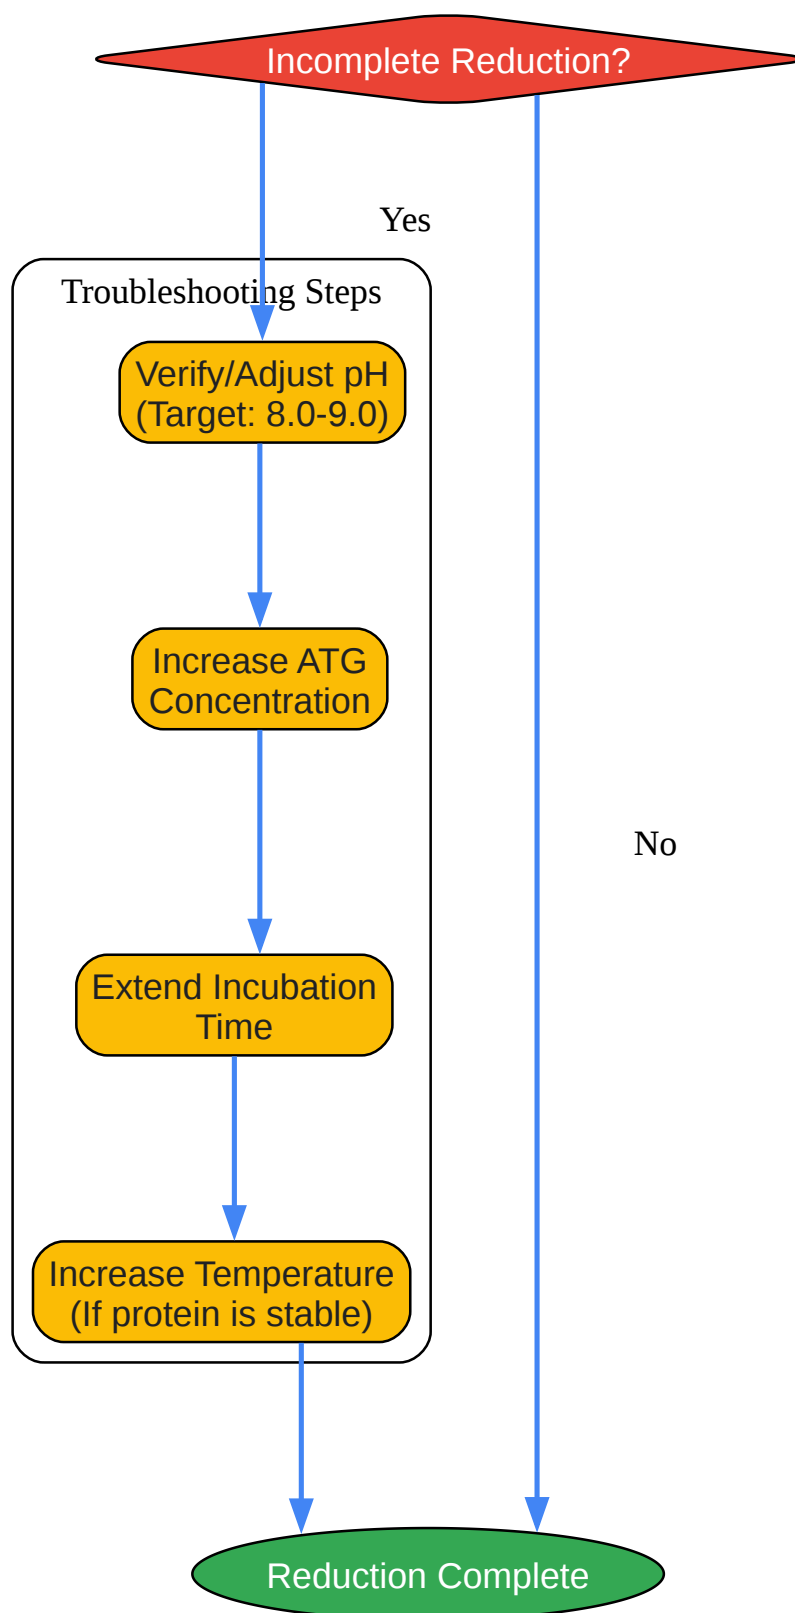 Incomplete Reduction?
Yes
Troubleshooting Steps
Verify/Adjust pH
(Target: 8.0-9.0)
Increase ATG
Concentration
No
Extend Incubation
Time
Increase Temperature
(If protein is stable)
Reduction Complete